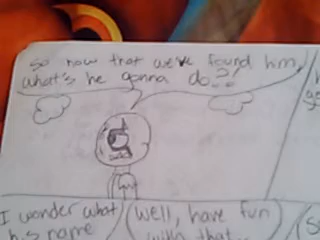 So now that we've found him,
what's he gonna do..?!
I wonder what
his name
Well, have fun
with that...